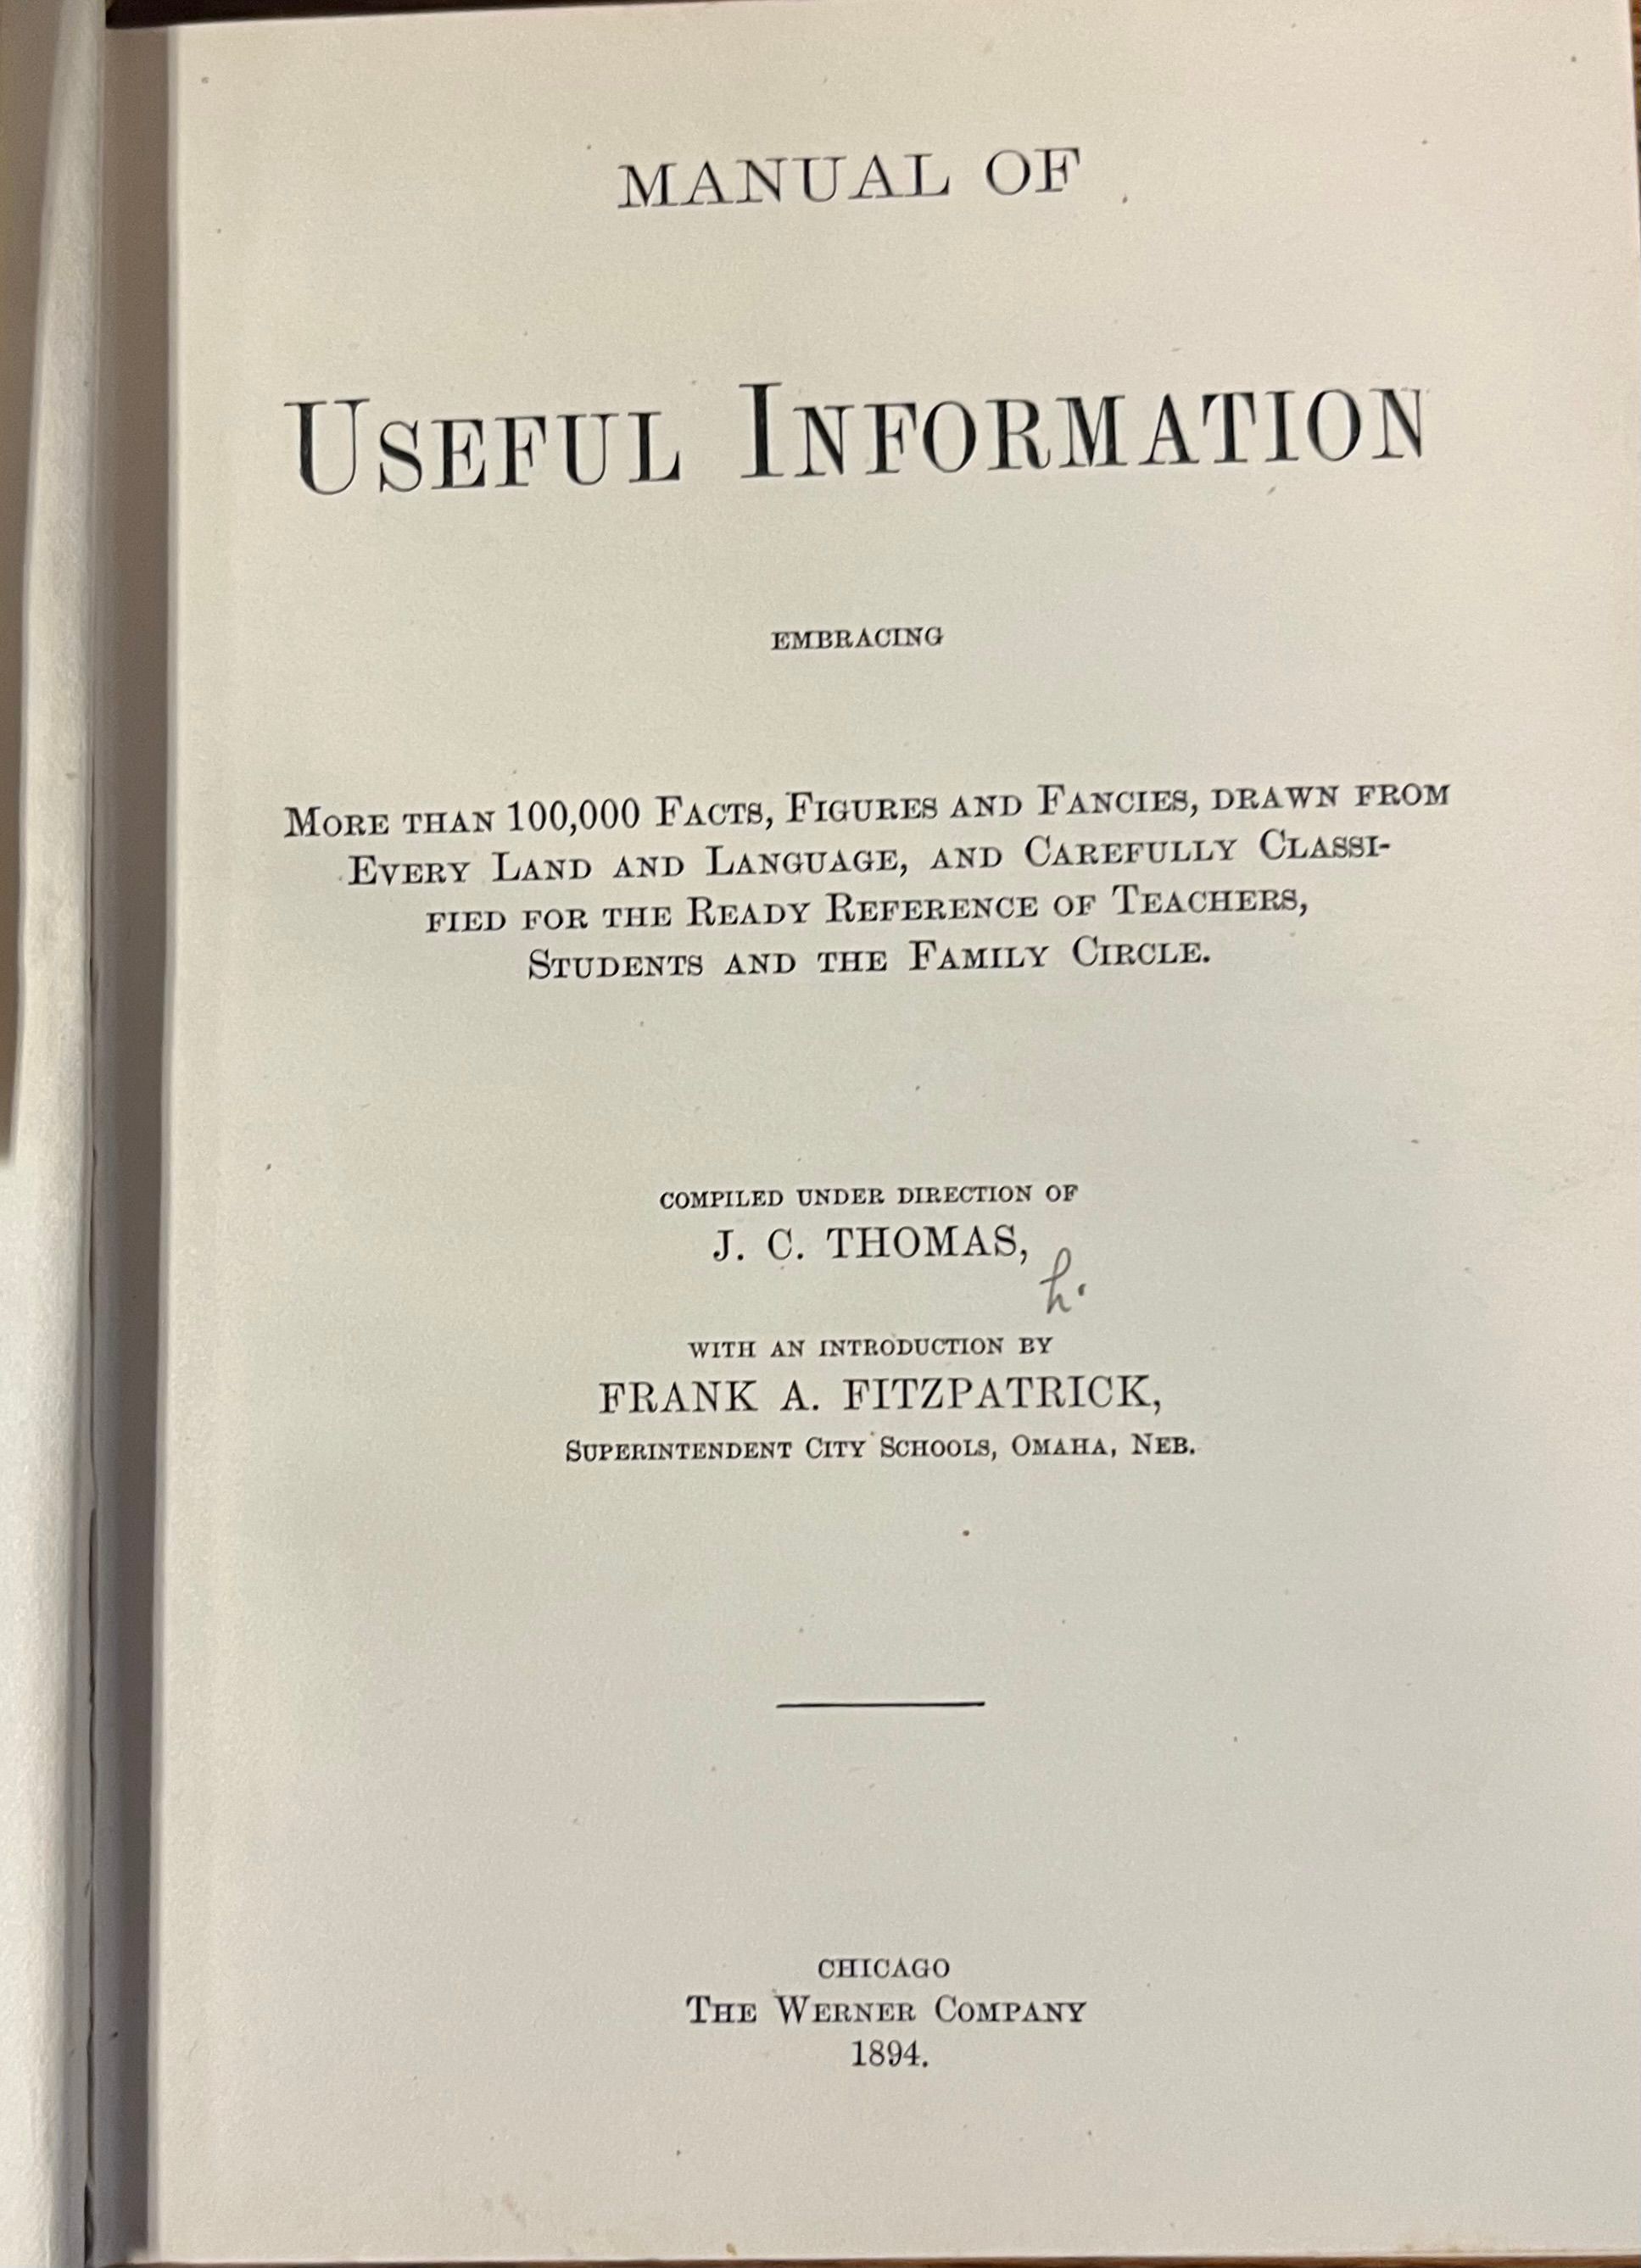 MANUAL OF
USEFUL INFORMATION
EMBRACING
MORE THAN 100,000 FACTS, FIGURES AND FANCIES, DRAWN FROM
EVERY LAND AND LANGUAGE, AND CAREFULLY CLASSI-
FIED FOR THE READY REFERENCE OF TEACHERS,
STUDENTS AND THE FAMILY CIRCLE.
COMPILED UNDER DIRECTION OF
J. C. THOMAS,
h.
WITH AN INTRODUCTION BY
FRANK A. FITZPATRICK,
SUPERINTENDENT CITY SCHOOLS, OMAHA, NEB.
CHICAGO
THE WERNER COMPANY
1894.